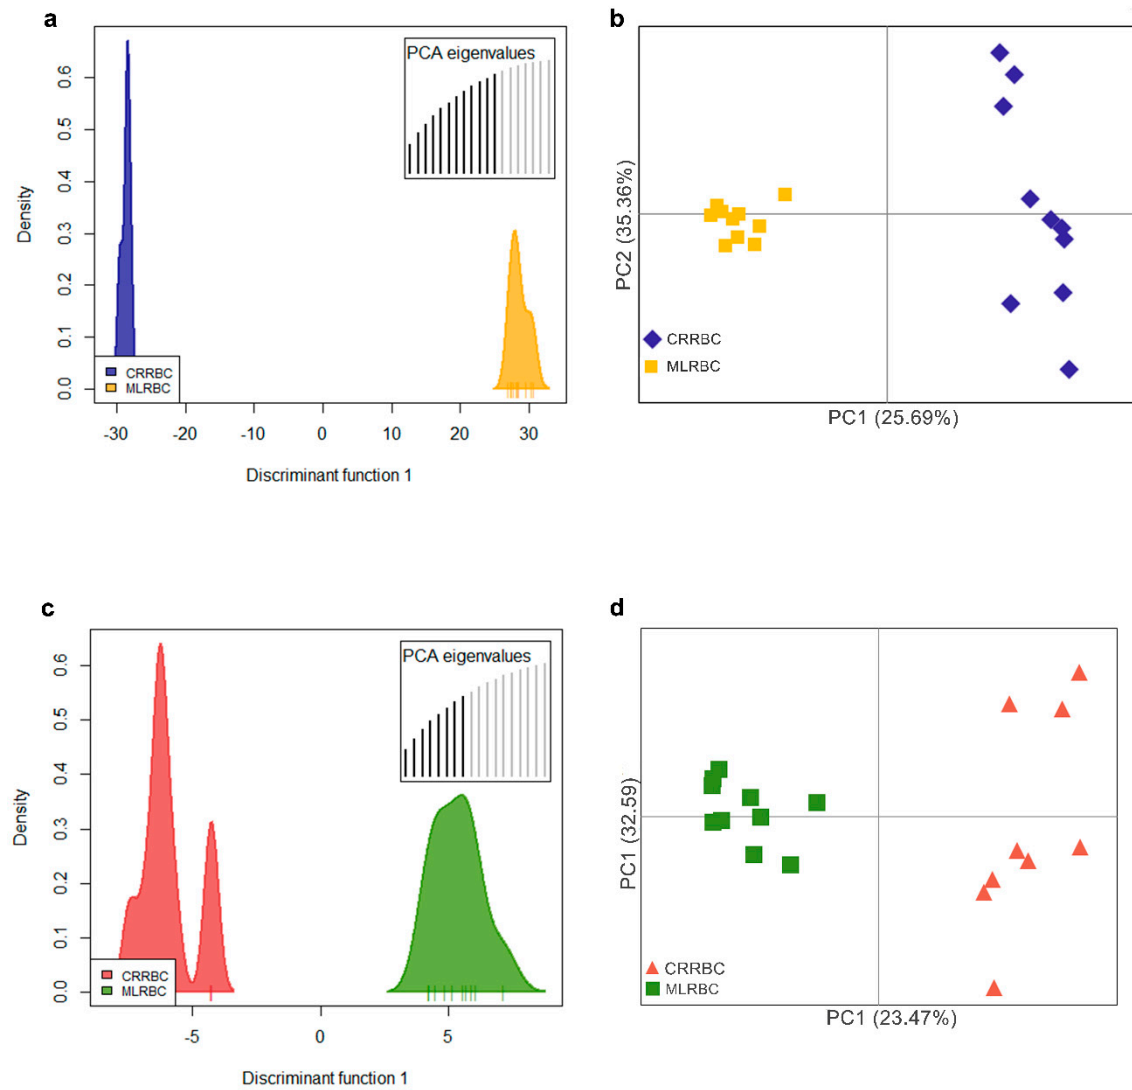 a
Density
0.0
0.1
0.2
0.3
0.4
0.5
0.6
PCA eigenvalues
CRRBC
MLRBC
-30
-20
-10
0
10
20
30
Discriminant function 1
b
PC2 (35.36%)
CRRBC
MLRBC
PC1 (25.69%)
c
Density
0.0
0.1
0.2
0.3
0.4
0.5
0.6
PCA eigenvalues
CRRBC
MLRBC
-5
0
5
Discriminant function 1
d
PC1 (32.59)
CRRBC
MLRBC
PC1 (23.47%)